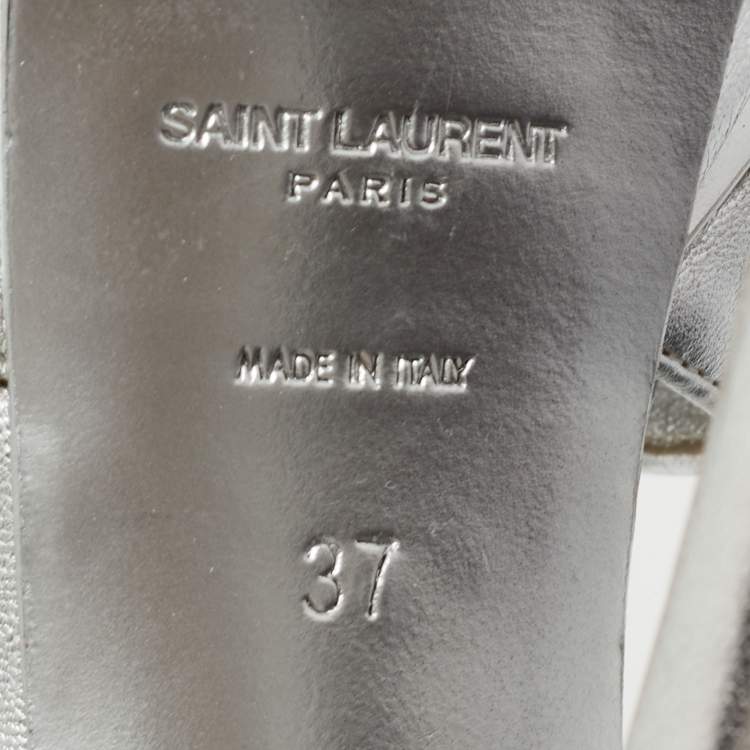 SAINT LAURENT
PARIS
MADE IN ITALY
37